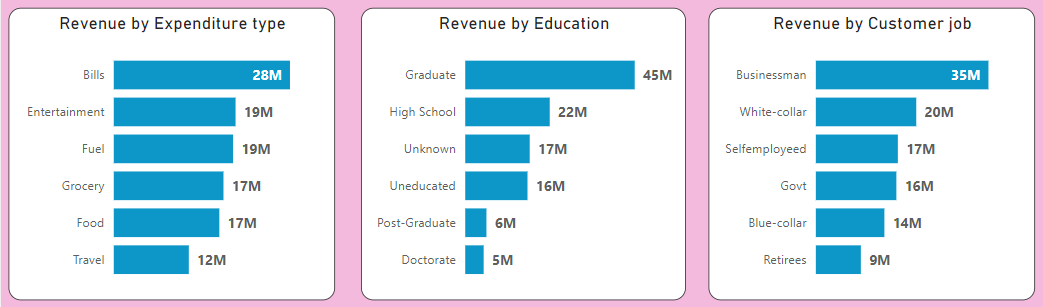 Revenue by Expenditure type
Bills 28M
Entertainment 19M
Fuel 19M
Grocery 17M
Food 17M
Travel 12M
Revenue by Education
Graduate 45M
High School 22M
Unknown 17M
Uneducated 16M
Post-Graduate 6M
Doctorate 5M
Revenue by Customer job
Businessman 35M
White-collar 20M
Selfemployeed 17M
Govt 16M
Blue-collar 14M
Retirees 9M